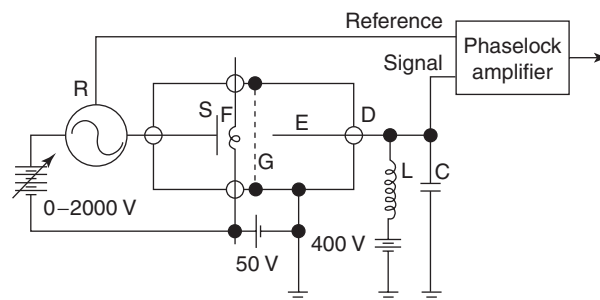 Reference
Phaselock
amplifier
Signal
R
S
F
E
D
G
L
C
0–2000 V
50 V
400 V